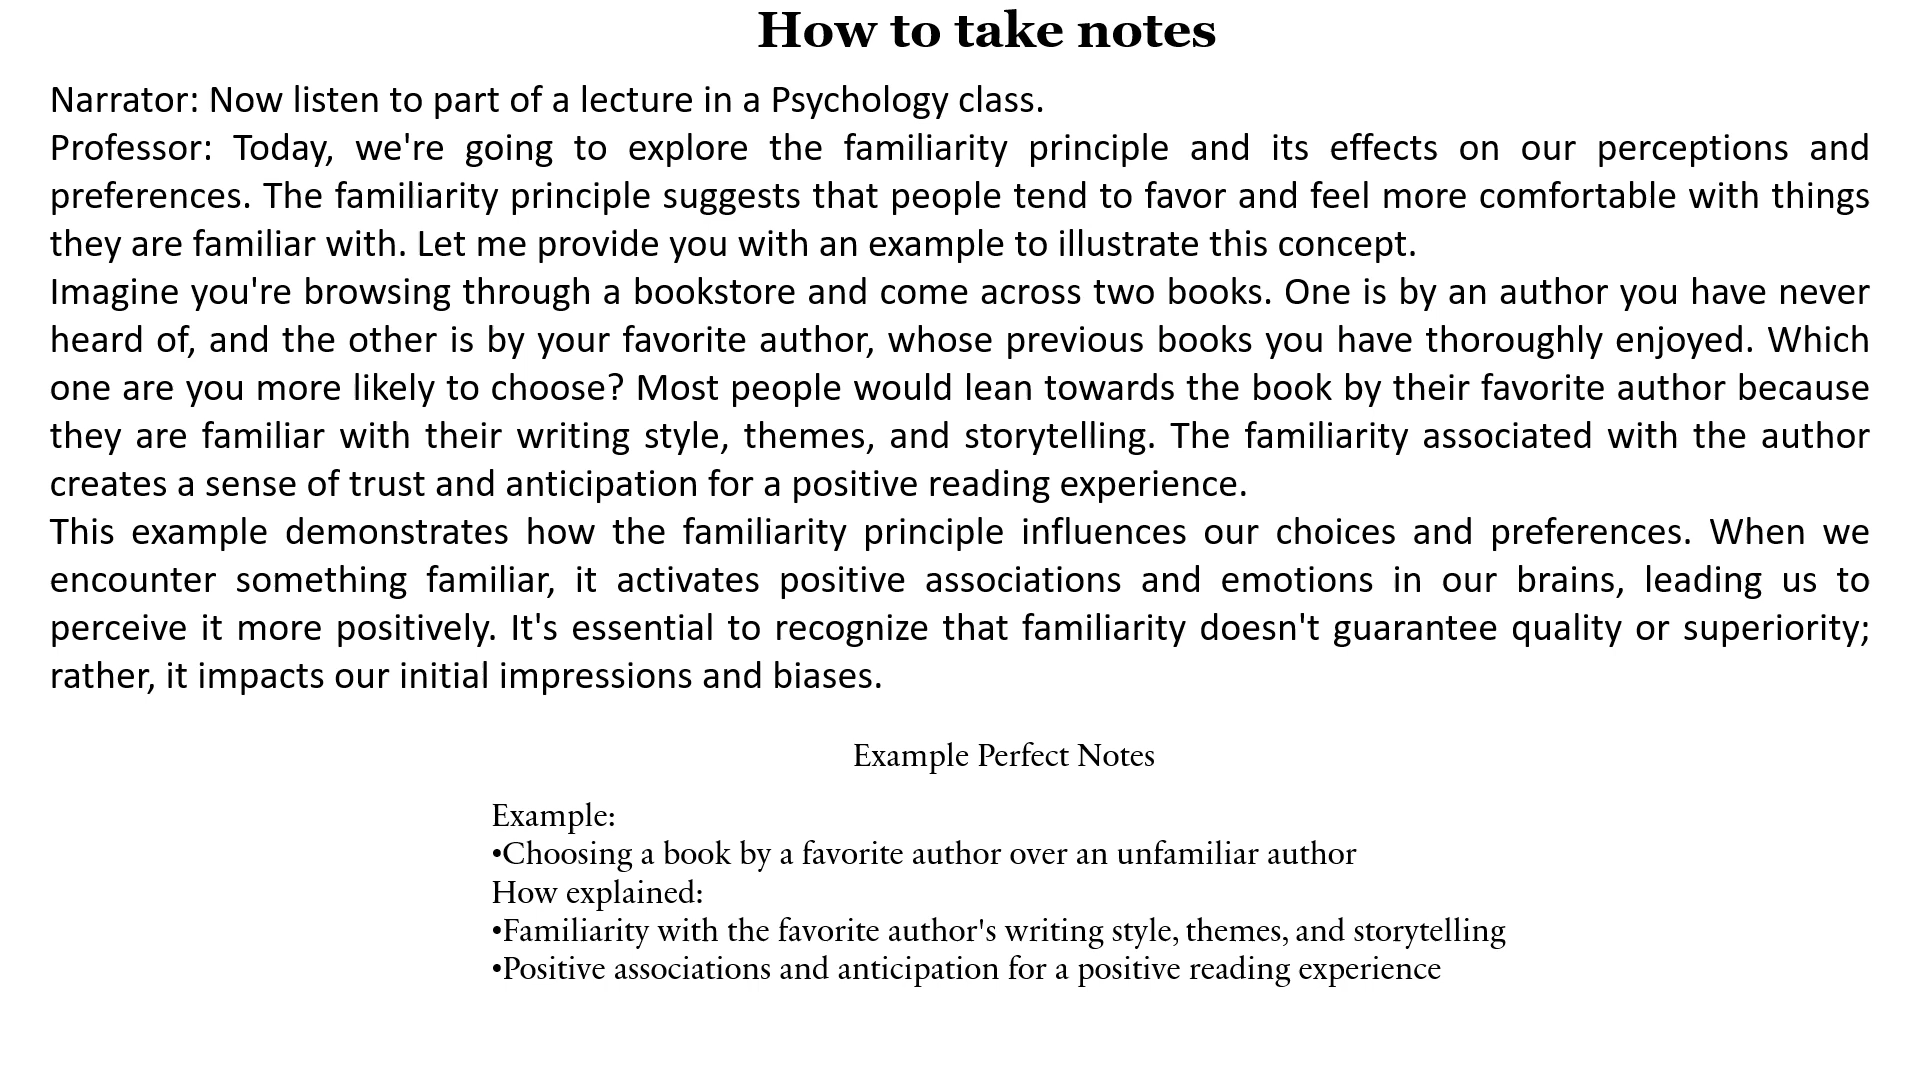 How to take notes
Narrator: Now listen to part of a lecture in a Psychology class.
Professor: Today, we're going to explore the familiarity principle and its effects on our perceptions and
preferences. The familiarity principle suggests that people tend to favor and feel more comfortable with things
they are familiar with. Let me provide you with an example to illustrate this concept.
Imagine you're browsing through a bookstore and come across two books. One is by an author you have never
heard of, and the other is by your favorite author, whose previous books you have thoroughly enjoyed. Which
one are you more likely to choose? Most people would lean towards the book by their favorite author because
they are familiar with their writing style, themes, and storytelling. The familiarity associated with the author
creates a sense of trust and anticipation for a positive reading experience.
This example demonstrates how the familiarity principle influences our choices and preferences. When we
encounter something familiar, it activates positive associations and emotions in our brains, leading us to
perceive it more positively. It's essential to recognize that familiarity doesn't guarantee quality or superiority;
rather, it impacts our initial impressions and biases.
Example Perfect Notes
Example:
•Choosing a book by a favorite author over an unfamiliar author
How explained:
•Familiarity with the favorite author's writing style, themes, and storytelling
•Positive associations and anticipation for a positive reading experience